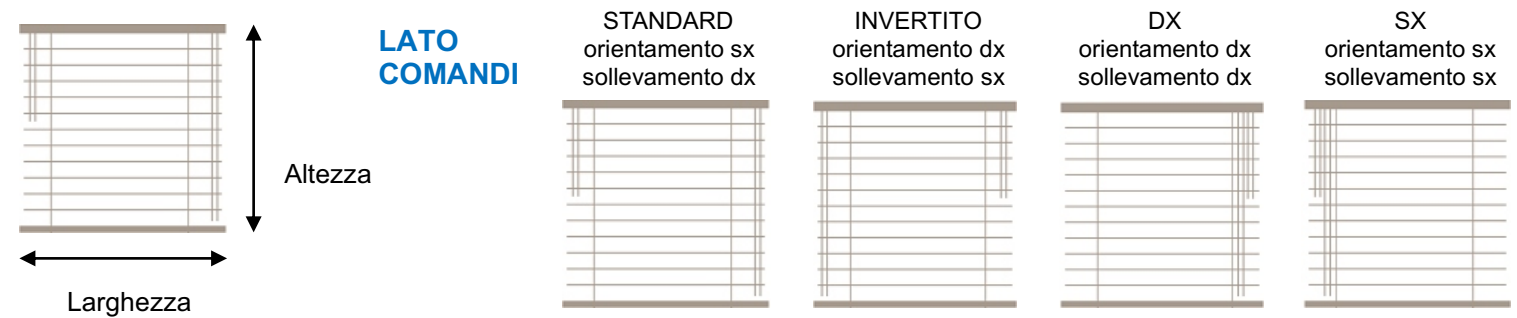 LATO
COMANDI
STANDARD
orientamento sx
sollevamento dx
INVERTITO
orientamento dx
sollevamento sx
DX
orientamento dx
sollevamento dx
SX
orientamento sx
sollevamento sx
Altezza
Larghezza